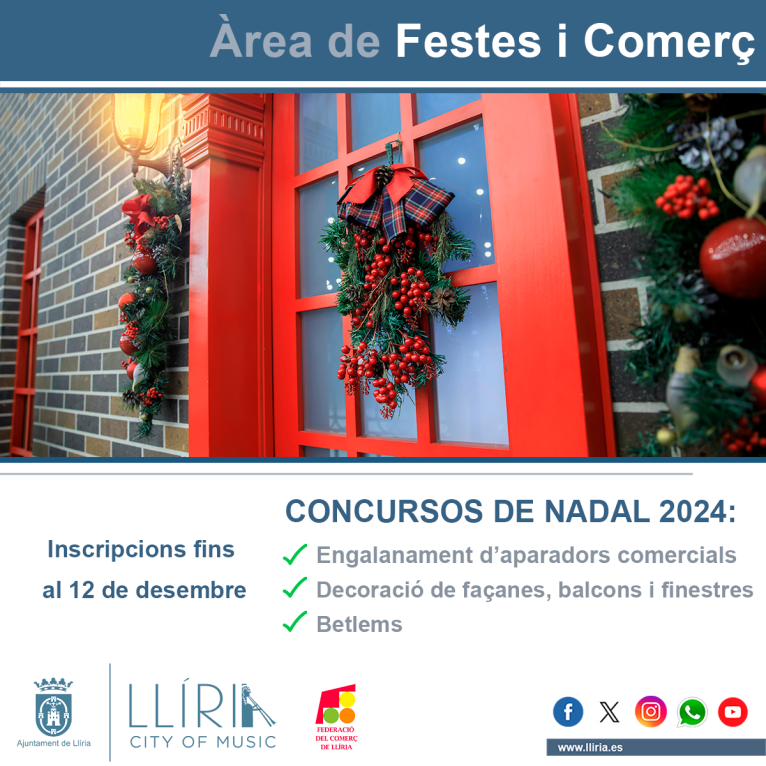 Àrea de Festes i Comerç
CONCURSOS DE NADAL 2024:
Inscripcions fins
al 12 de desembre
Engalanament d'aparadors comercials
Decoració de façanes, balcons i finestres
Betlems
Ajuntament de Llíria
LLÍRIA
CITY OF MUSIC
FEDERACIÓ
DEL COMERÇ
DE LLÍRIA
www.lliria.es